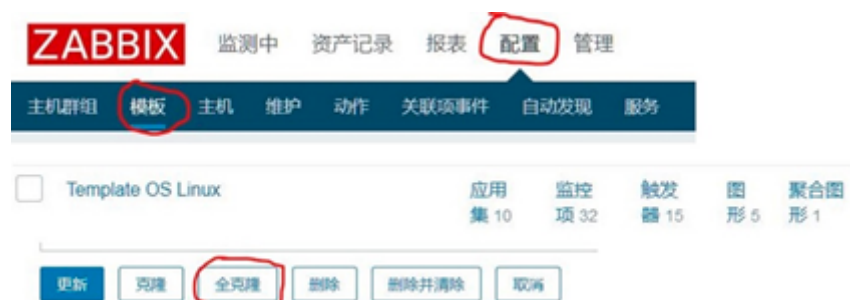 ZABBIX 监测中 资产记录 报表 配置 管理
主机群组 模板 主机 维护 动作 关联项事件 自动发现 服务
Template OS Linux 应用 监控 触发 图 聚合图
集 10 项 32 器 15 形 5 形 1
更新 克隆 全克隆 删除 删除并清除 取消